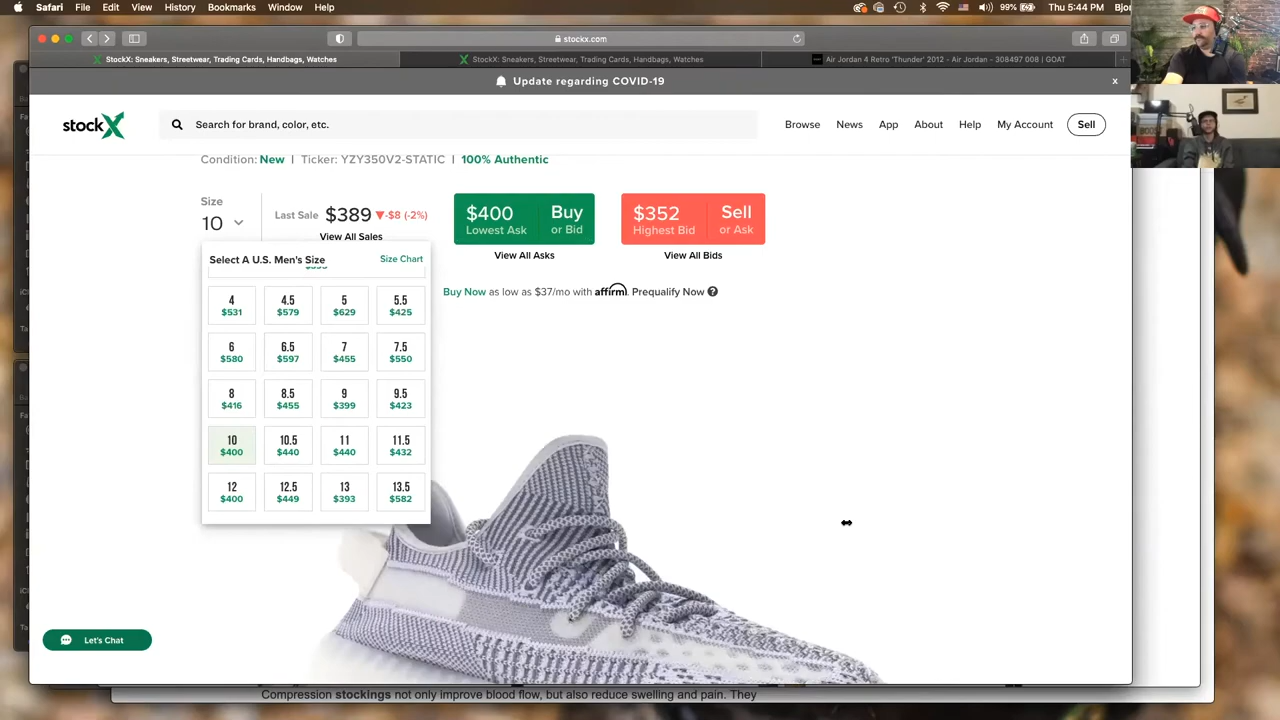 Safari File Edit View History Bookmarks Window Help 99% Thu 5:44 PM Bjor
stockx.com
StockX: Sneakers, Streetwear, Trading Cards, Handbags, Watches StockX: Sneakers, Streetwear, Trading Cards, Handbags, Watches Air Jordan 4 Retro 'Thunder' 2012 - Air Jordan - 308497 008 | GOAT
Update regarding COVID-19 x
stockX Search for brand, color, etc. Browse News App About Help My Account Sell
Condition: New | Ticker: YZY350V2-STATIC | 100% Authentic
Size
10
Last Sale $389 ▼-$8 (-2%)
View All Sales
$400 Buy
Lowest Ask or Bid
View All Asks
$352 Sell
Highest Bid or Ask
View All Bids
Select A U.S. Men's Size Size Chart
Buy Now as low as $37/mo with affirm. Prequalify Now ?
4 4.5 5 5.5
$531 $579 $629 $425
6 6.5 7 7.5
$580 $597 $455 $550
8 8.5 9 9.5
$416 $455 $399 $423
10 10.5 11 11.5
$400 $440 $440 $432
12 12.5 13 13.5
$400 $449 $393 $582
Let's Chat
Compression stockings not only improve blood flow, but also reduce swelling and pain. They